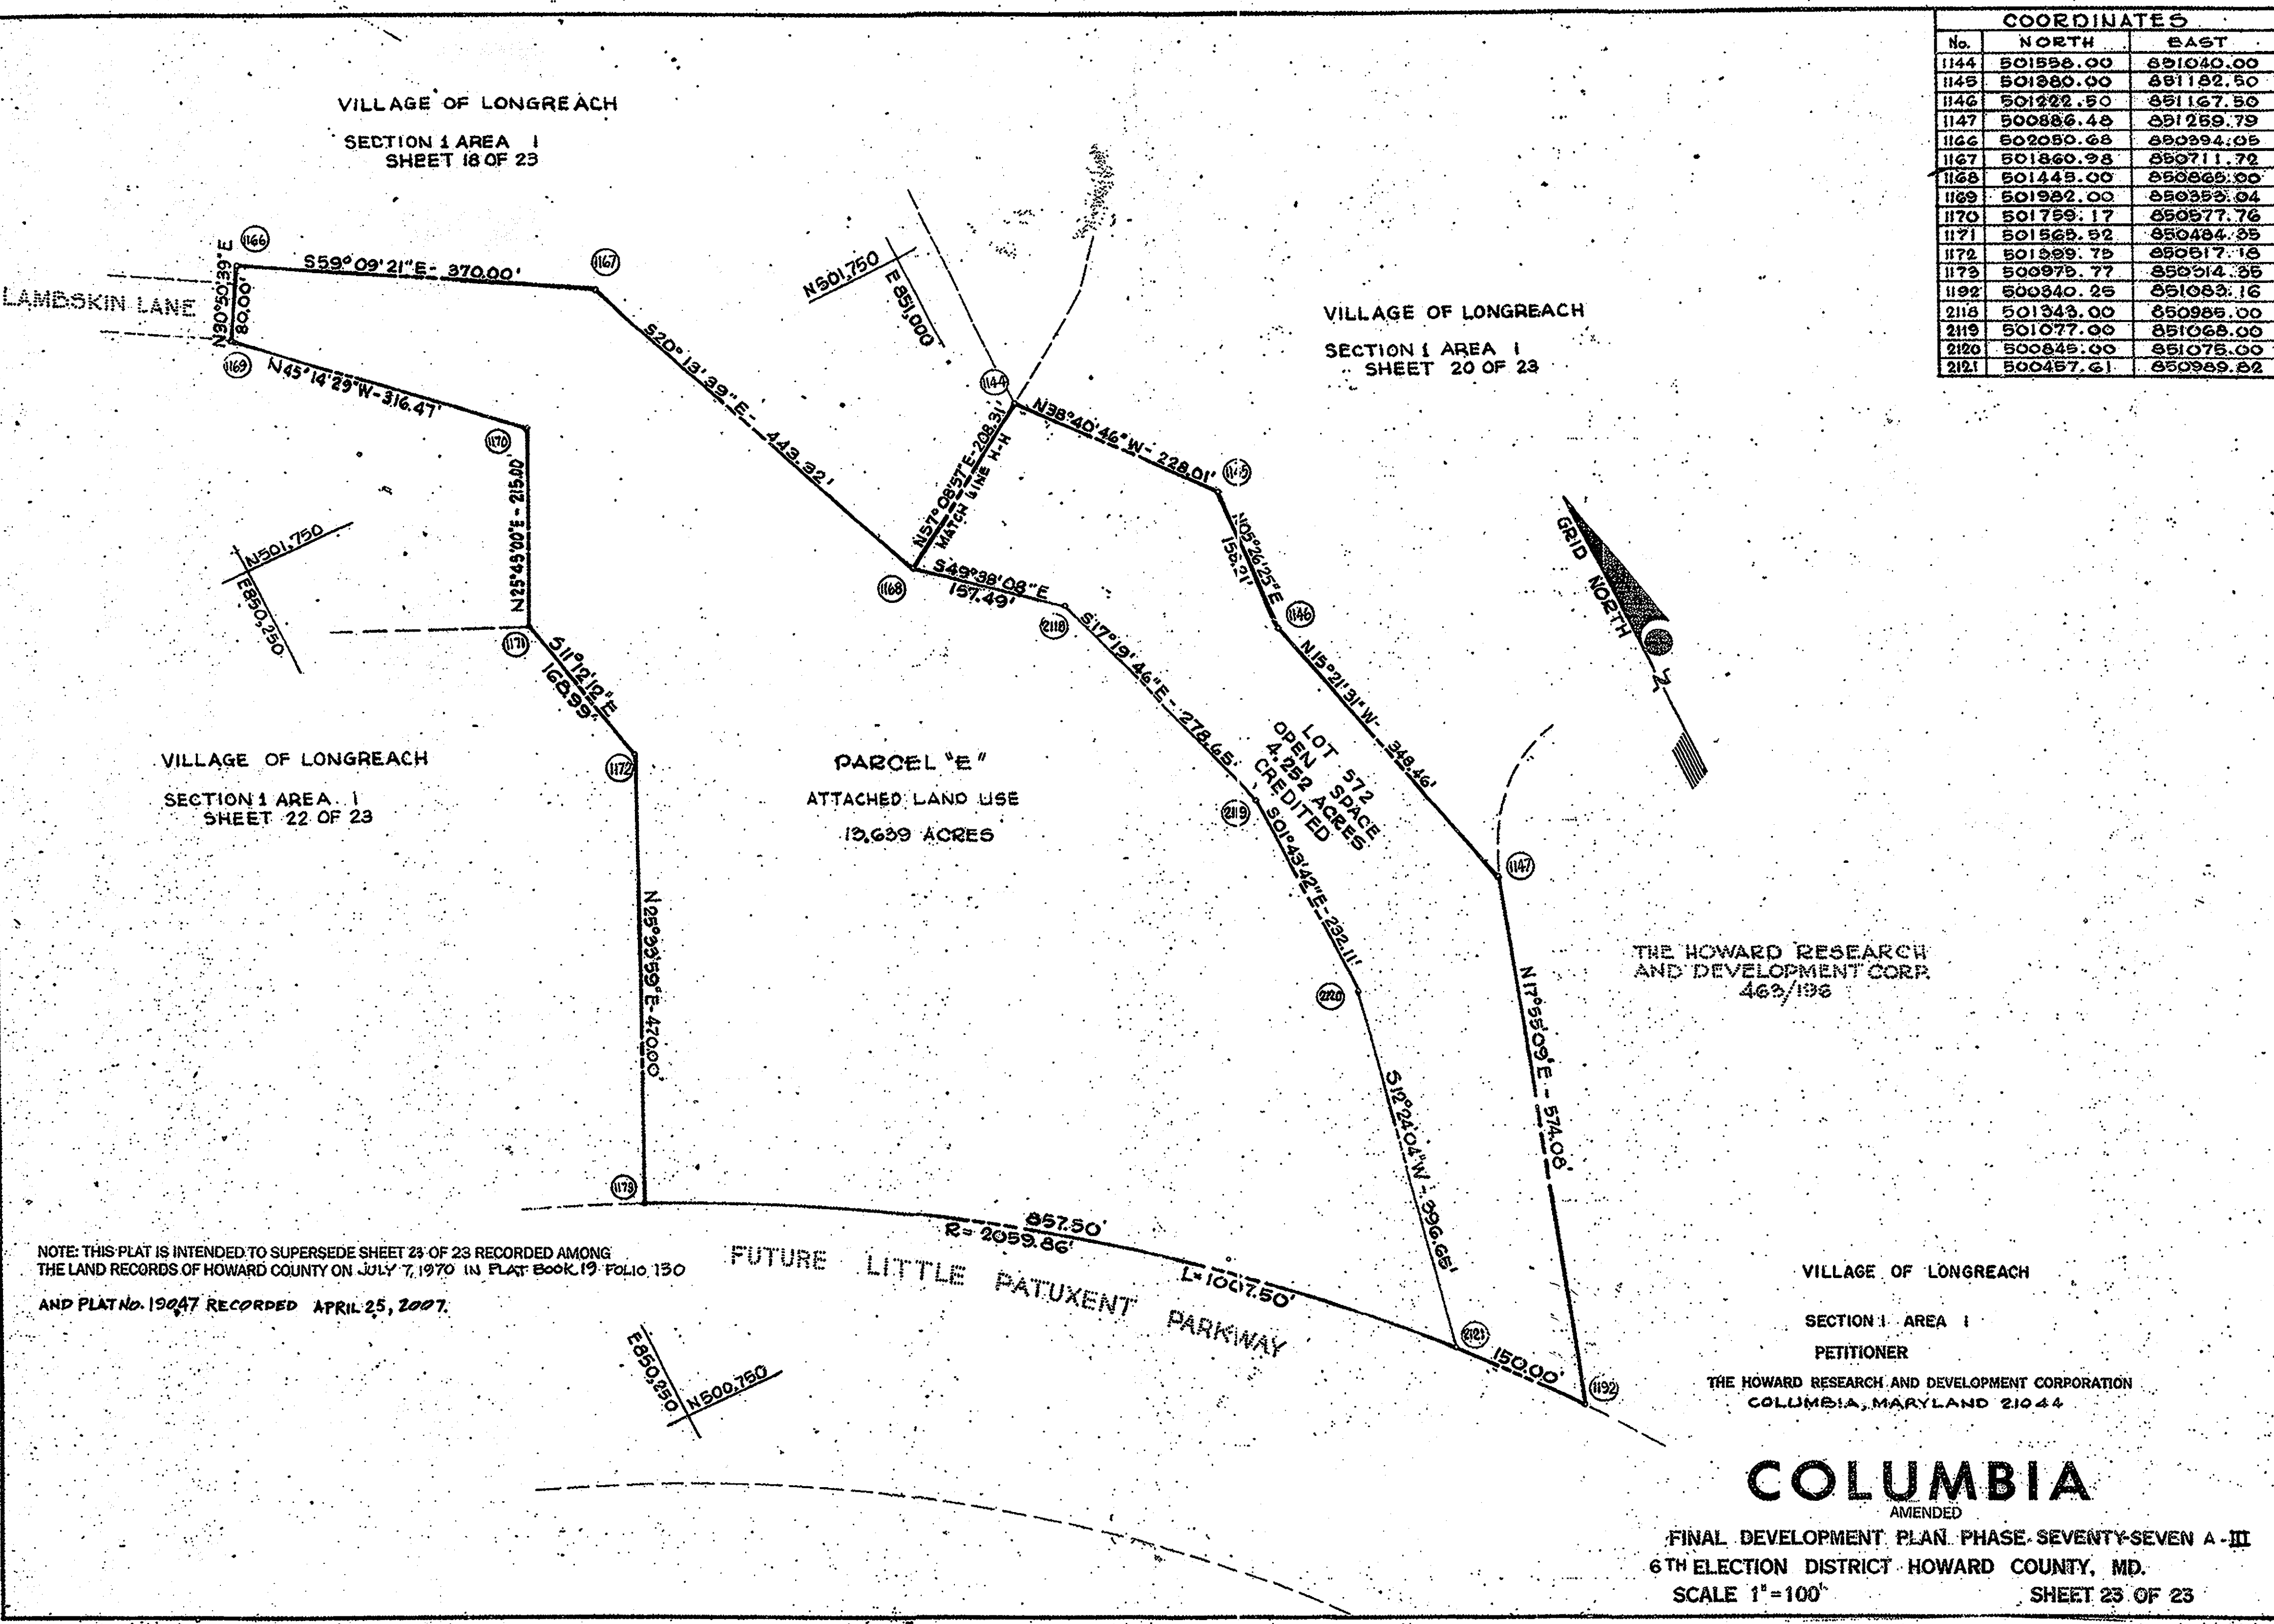 COORDINATES
No. NORTH EAST
1144 501558.00 851040.00
1145 501380.00 851182.50
1146 501222.50 851167.50
1147 500886.48 851259.79
1166 502050.68 850394.05
1167 501860.98 850711.72
1168 501445.00 850865.00
1169 501982.00 850353.04
1170 501759.17 850577.76
1171 501565.52 850484.35
1172 501399.75 850517.18
1173 500975.77 850314.35
1192 500340.25 851083.16
2118 501343.00 850985.00
2119 501077.00 851068.00
2120 500845.00 851075.00
2121 500457.61 850989.82
VILLAGE OF LONGREACH
SECTION 1 AREA 1
SHEET 18 OF 23
1166
S59°09'21"E - 370.00'
1167
N30°50'39"E
80.00'
LAMBSKIN LANE
1169
N45°14'29"W-316.47'
1170
S20°13'39"E - 443.32'
N501,750
E851,000
1144
VILLAGE OF LONGREACH
SECTION 1 AREA 1
SHEET 20 OF 23
N38°40'46"W - 228.01'
1145
N57°08'57"E-208.31'
MATCH LINE H-H
N25°45'00"E - 215.00'
N501,750
E850,250
1168
S49°38'08"E
157.49'
2118
N05°26'25"E
158.21'
1146
GRID NORTH
1171
S11°12'12"E
168.99'
1172
S17°19'46"E - 278.65'
N15°21'31"W - 348.46'
VILLAGE OF LONGREACH
SECTION 1 AREA 1
SHEET 22 OF 23
PARCEL "E"
ATTACHED LAND USE
13.639 ACRES
LOT 572
OPEN SPACE
4.252 ACRES
CREDITED
2119
S01°43'42"E-232.11'
1147
2120
N25°33'59"E-470.00'
THE HOWARD RESEARCH
AND DEVELOPMENT CORP.
463/196
N17°55'09"E - 574.08'
S12°24'04"W - 396.65'
1173
857.50'
R= 2059.86'
L=1007.50'
FUTURE LITTLE PATUXENT PARKWAY
2121
150.00'
1192
NOTE: THIS PLAT IS INTENDED TO SUPERSEDE SHEET 23 OF 23 RECORDED AMONG
THE LAND RECORDS OF HOWARD COUNTY ON JULY 7, 1970 IN PLAT BOOK 19 FOLIO 130
AND PLAT No. 19047 RECORDED APRIL 25, 2007.
E850,250
N500,750
VILLAGE OF LONGREACH
SECTION 1 AREA 1
PETITIONER
THE HOWARD RESEARCH AND DEVELOPMENT CORPORATION
COLUMBIA, MARYLAND 21044
COLUMBIA
AMENDED
FINAL DEVELOPMENT PLAN PHASE SEVENTY-SEVEN A-III
6TH ELECTION DISTRICT HOWARD COUNTY, MD.
SCALE 1"=100'
SHEET 23 OF 23